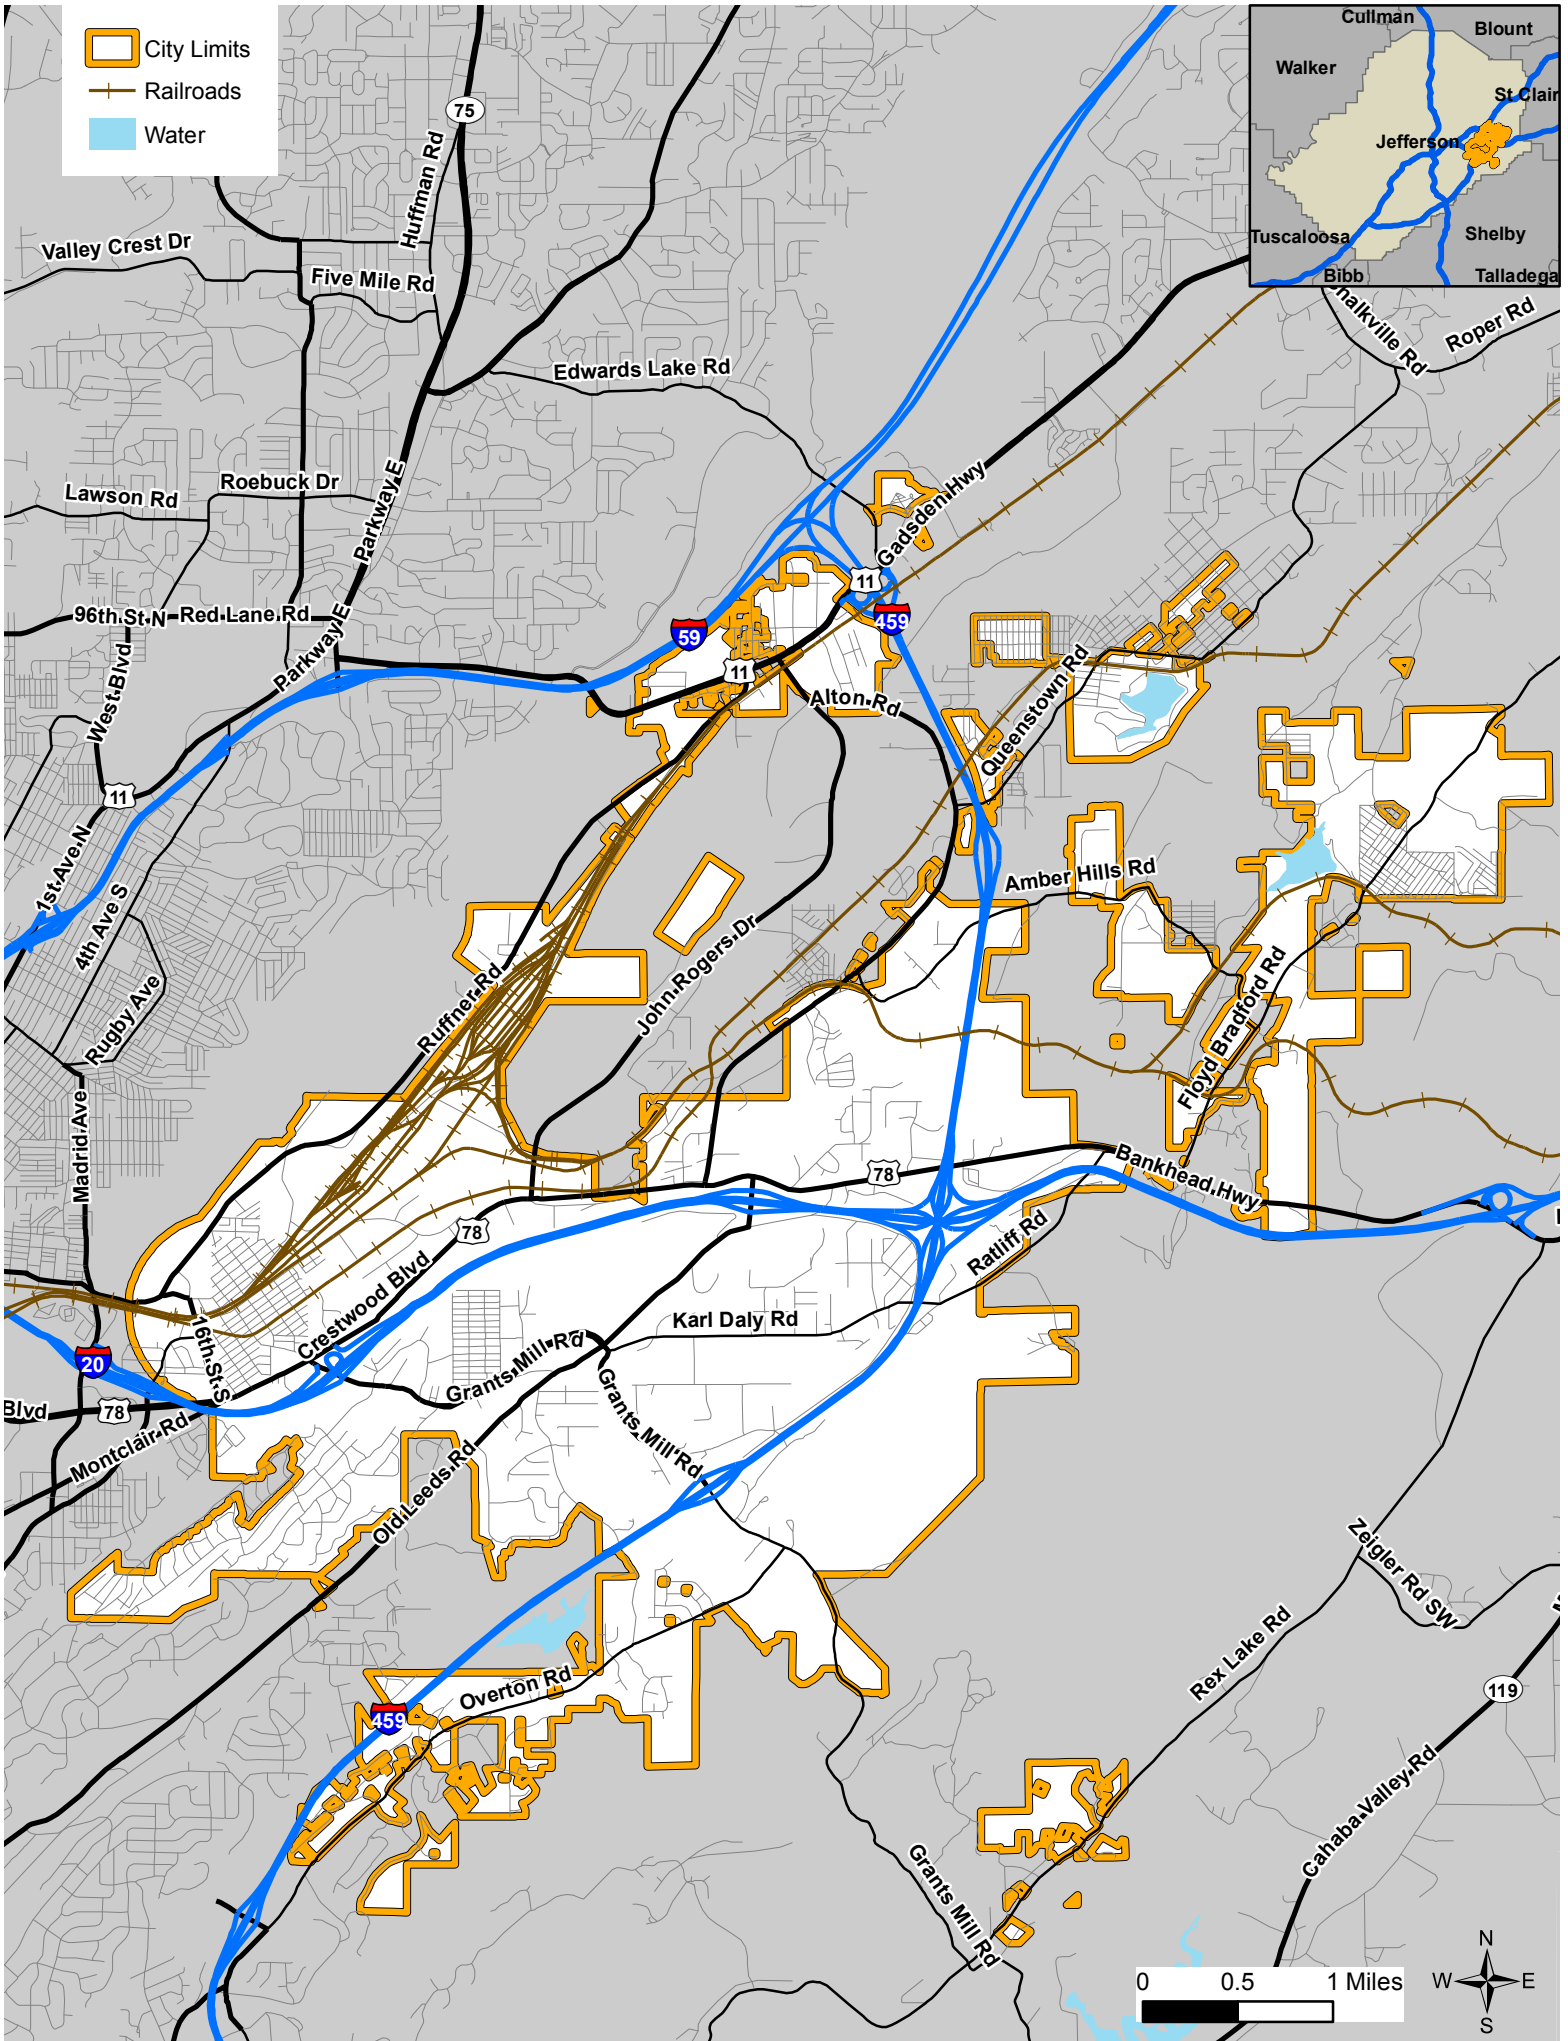 City Limits
Railroads
Water
Cullman
Blount
Walker
St Clair
Jefferson
Tuscaloosa
Shelby
Bibb
Talladega
75
Huffman Rd
Valley Crest Dr
Five Mile Rd
Chalkville Rd
Roper Rd
Edwards Lake Rd
Roebuck Dr
Lawson Rd
Parkway E
Gadsden Hwy
11
96th St N
Red Lane Rd
Parkway E
59
459
11
Alton Rd
Queenstown Rd
West Blvd
11
1st Ave N
4th Ave S
Amber Hills Rd
Rugby Ave
Ruffner Rd
John Rogers Dr
Floyd Bradford Rd
Madrid Ave
78
Bankhead Hwy
78
Ratliff Rd
Crestwood Blvd
Karl Daly Rd
16th St S
20
Grants Mill Rd
Grants Mill Rd
Blvd
78
Montclair Rd
Old Leeds Rd
Zeigler Rd SW
Rex Lake Rd
Overton Rd
119
459
Cahaba Valley Rd
Grants Mill Rd
0 0.5 1 Miles
N
W E
S